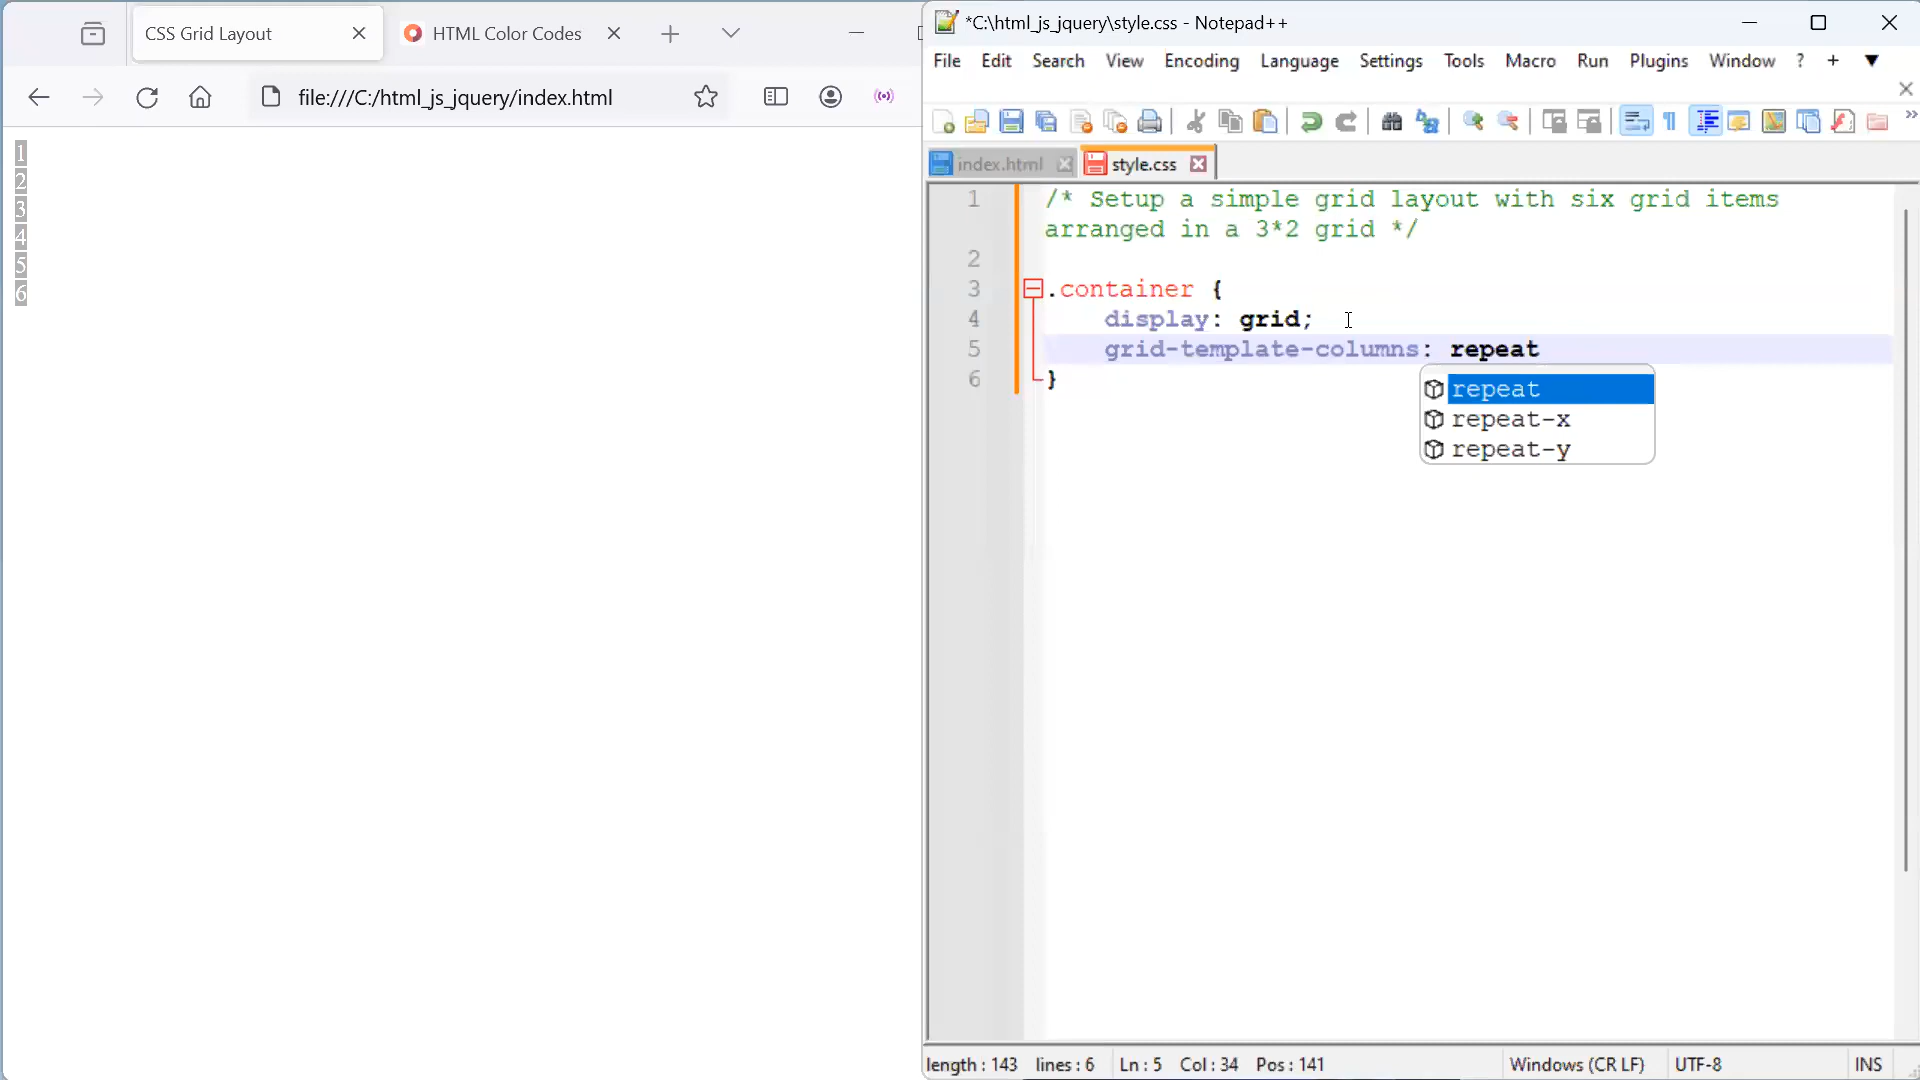 CSS Grid Layout
HTML Color Codes
file:///C:/html_js_jquery/index.html
1
2
3
4
5
6
*C:\html_js_jquery\style.css - Notepad++
File Edit Search View Encoding Language Settings Tools Macro Run Plugins Window ? +
index.html
style.css
1 /* Setup a simple grid layout with six grid items
arranged in a 3*2 grid */
2
3 .container {
4 display: grid;
5 grid-template-columns: repeat
6 }
repeat
repeat-x
repeat-y
length : 143 lines : 6 Ln : 5 Col : 34 Pos : 141 Windows (CR LF) UTF-8 INS